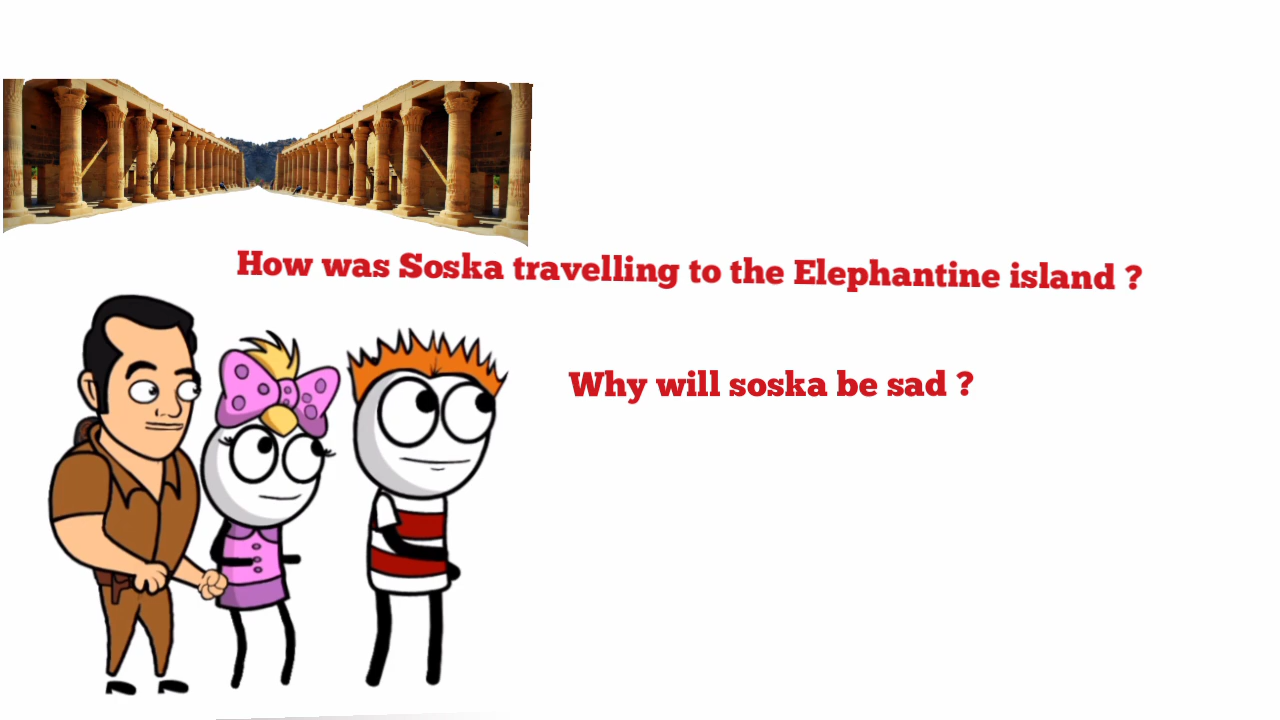 How was Soska travelling to the Elephantine island ?
Why will soska be sad ?